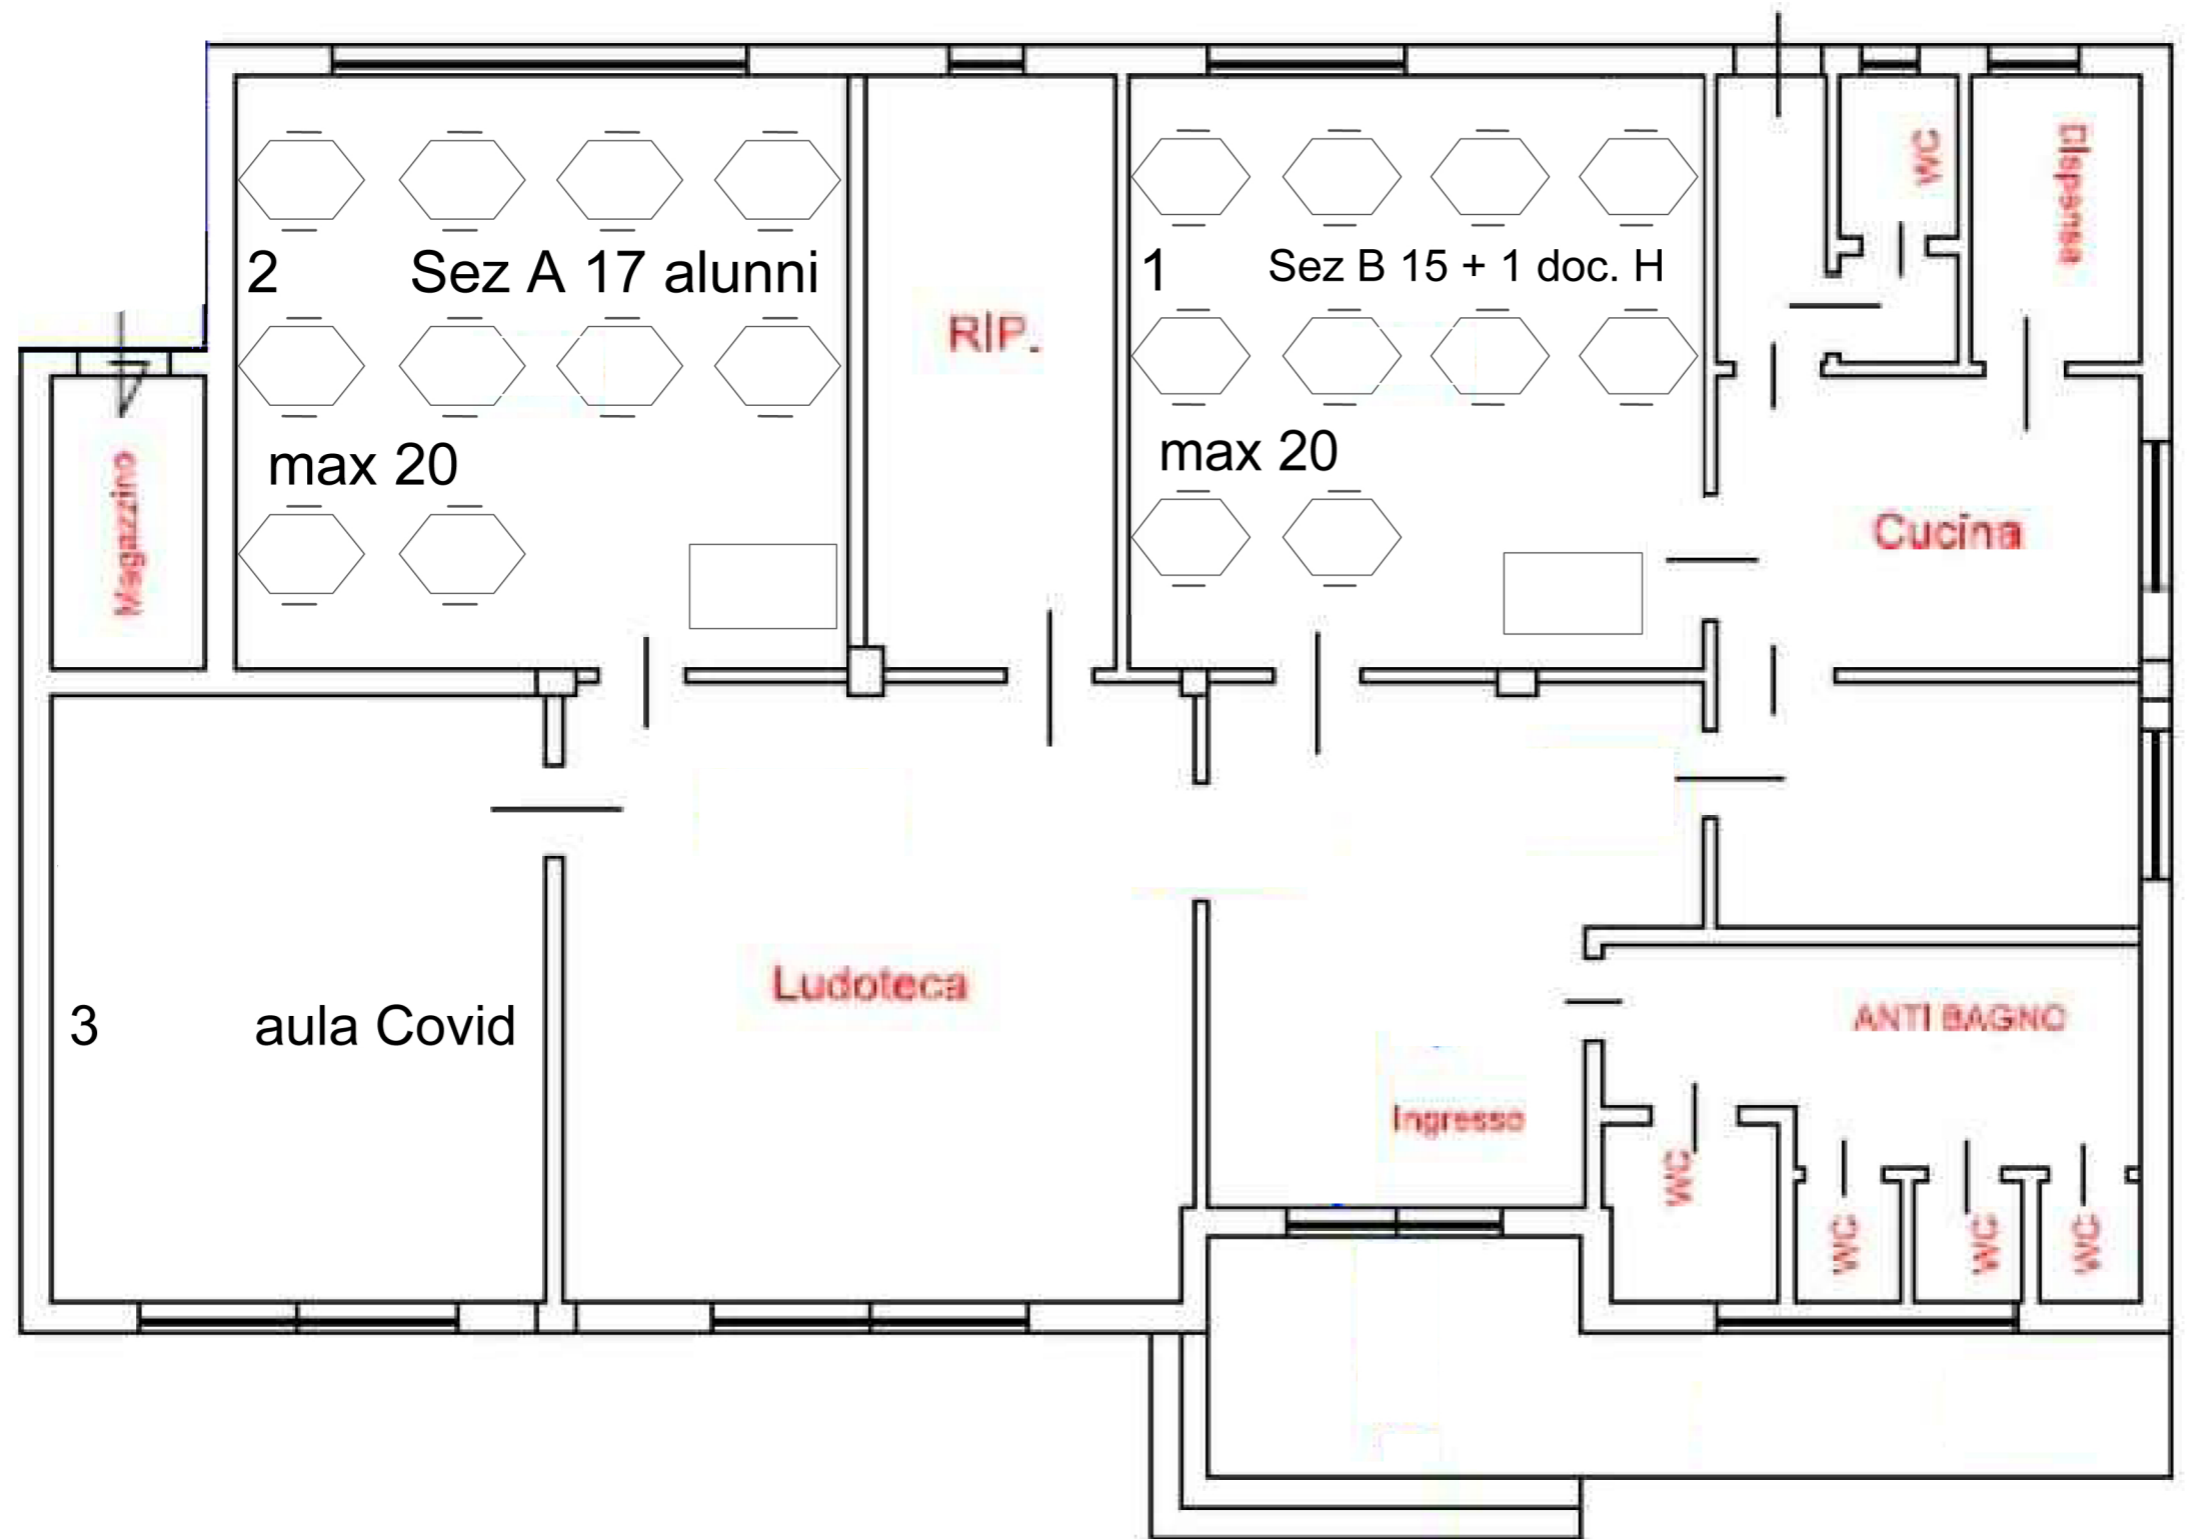 WC
Dispensa
2 Sez A 17 alunni
1 Sez B 15 + 1 doc. H
RIP.
max 20
max 20
Magazzino
Cucina
Ludoteca
3 aula Covid
ANTI BAGNO
Ingresso
WC
WC
WC
WC